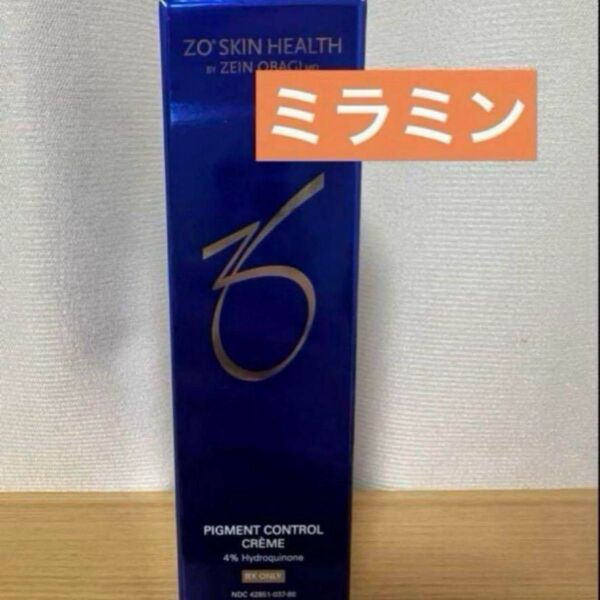 ZO® SKIN HEALTH
BY ZEIN OBAGI MD
ミラミン
PIGMENT CONTROL
CRÈME
4% Hydroquinone
RX ONLY
NDC 42851-037-80